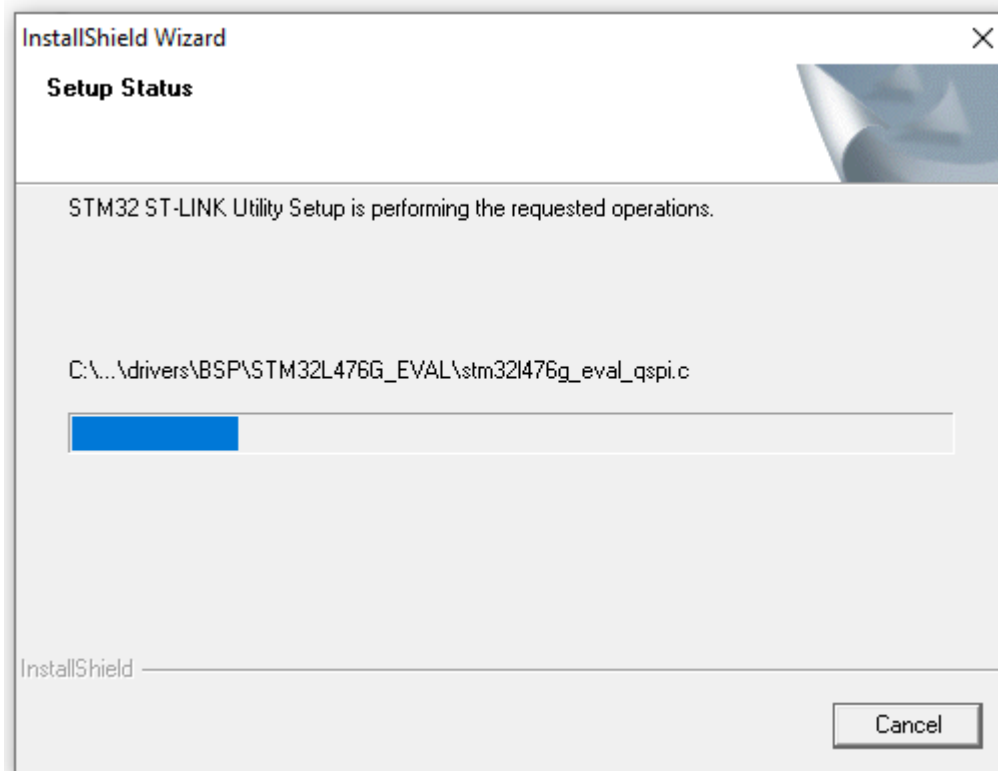 InstallShield Wizard
Setup Status
STM32 ST-LINK Utility Setup is performing the requested operations.
C:\...\drivers\BSP\STM32L476G_EVAL\stm32l476g_eval_qspi.c
InstallShield
Cancel